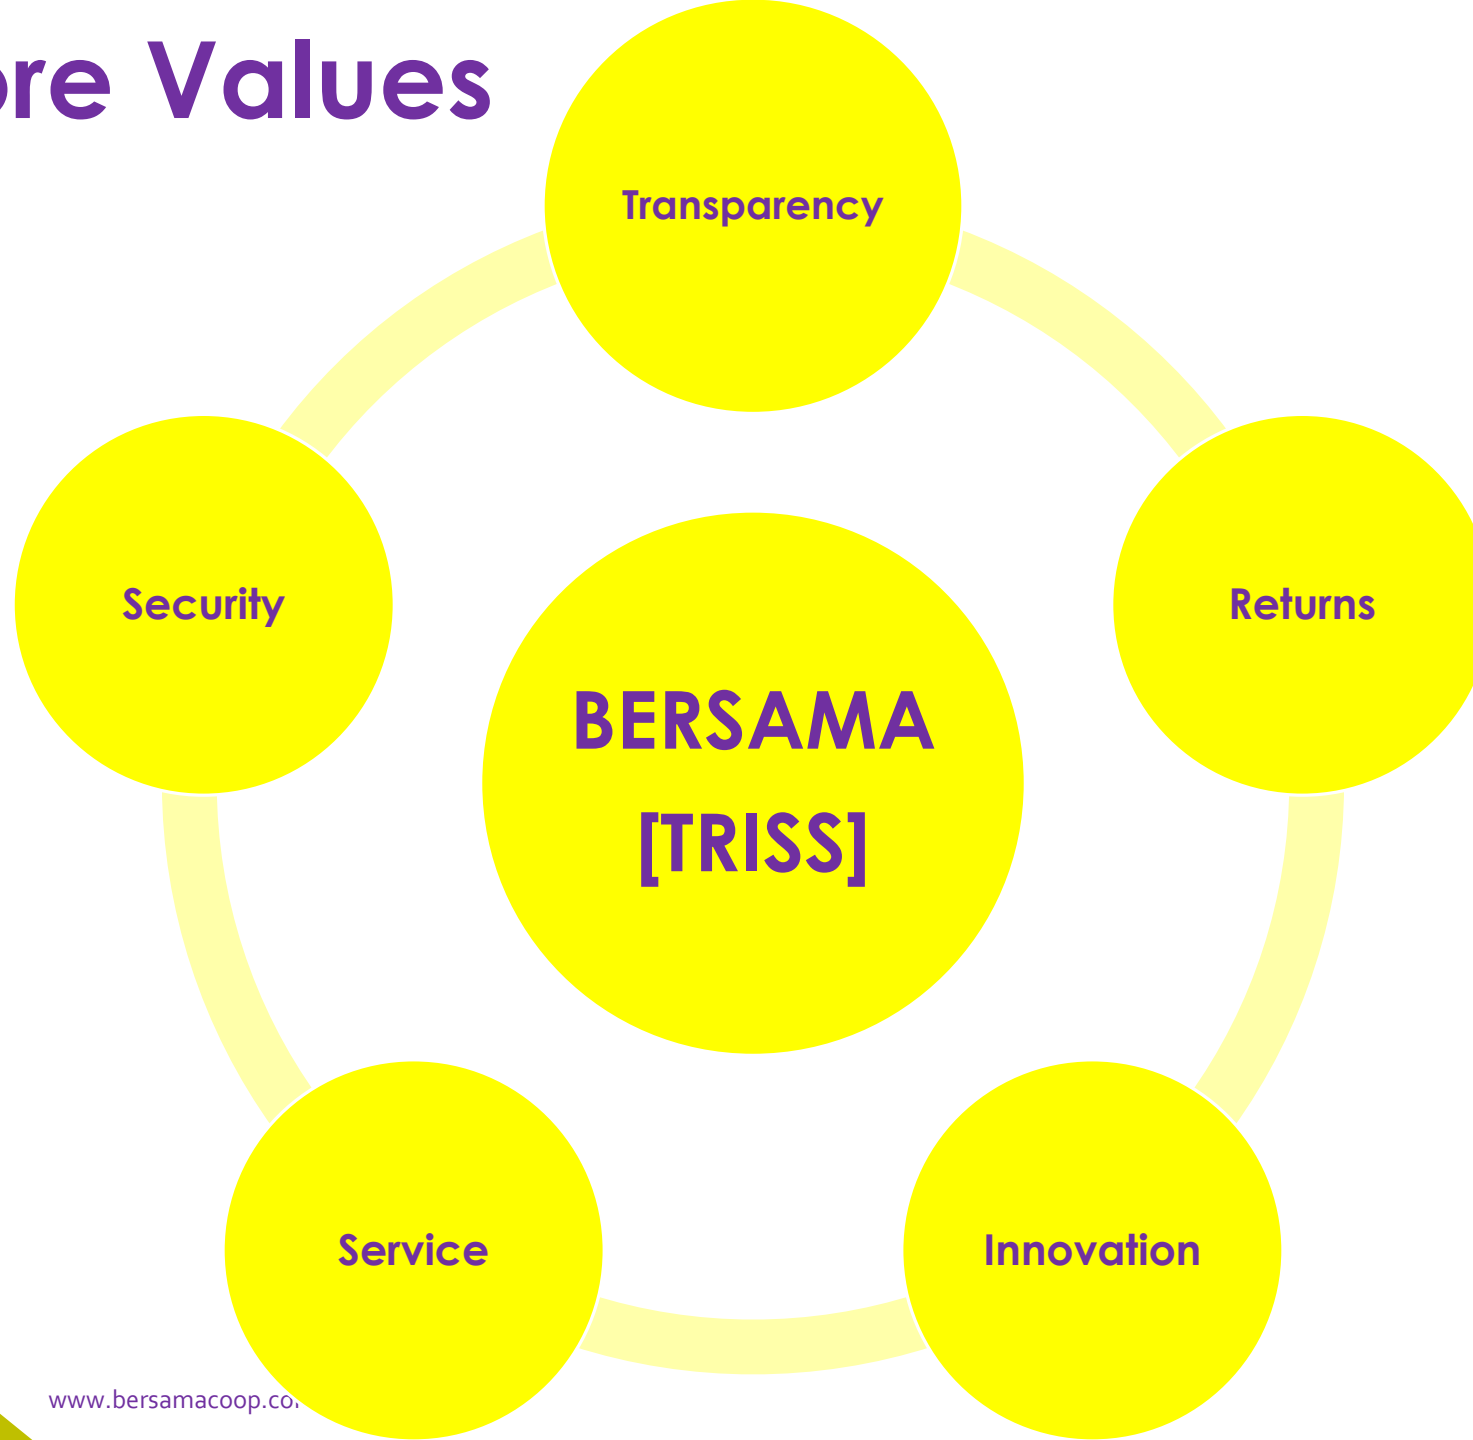 ore Values
Transparency
Security
Returns
BERSAMA
[TRISS]
Service
Innovation
www.bersamacoop.co